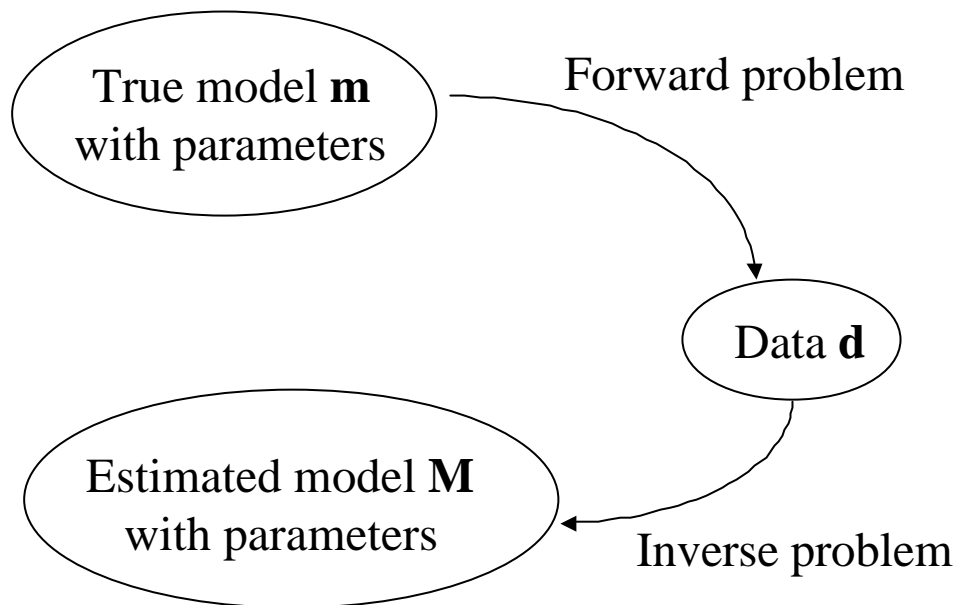 True model m
with parameters
Forward problem
Data d
Estimated model M
with parameters
Inverse problem